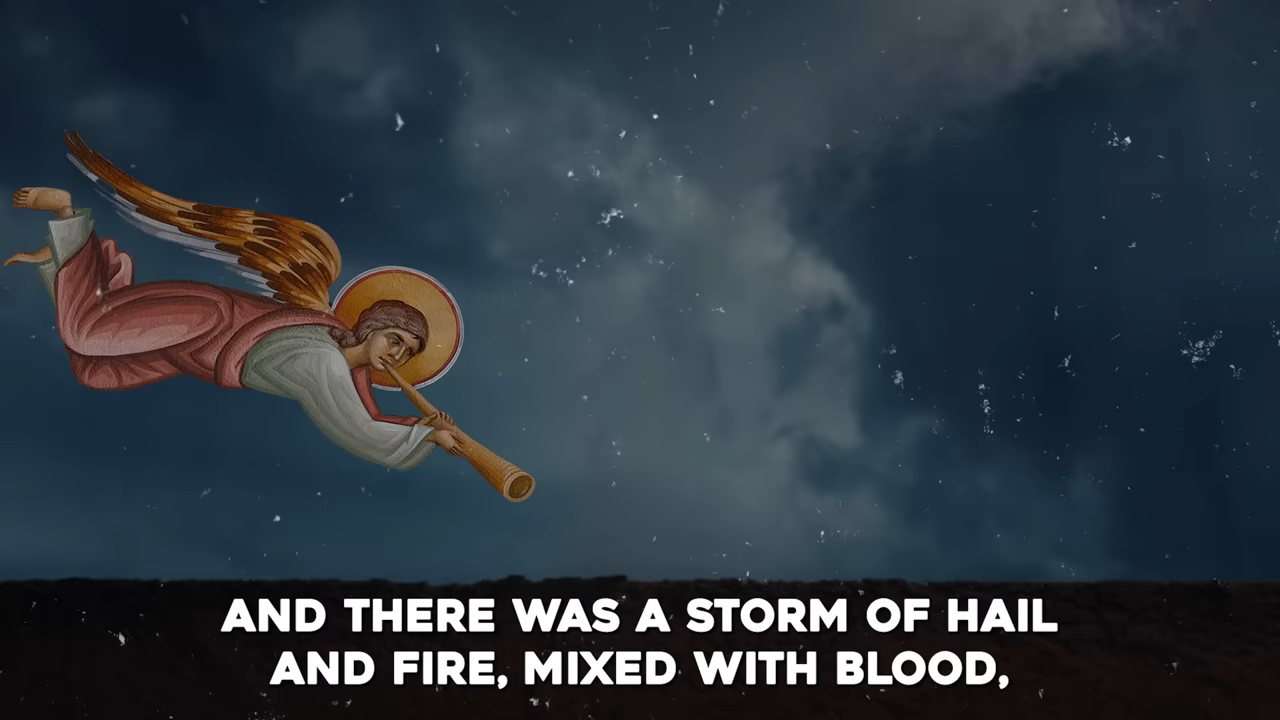 AND THERE WAS A STORM OF HAIL
AND FIRE, MIXED WITH BLOOD,